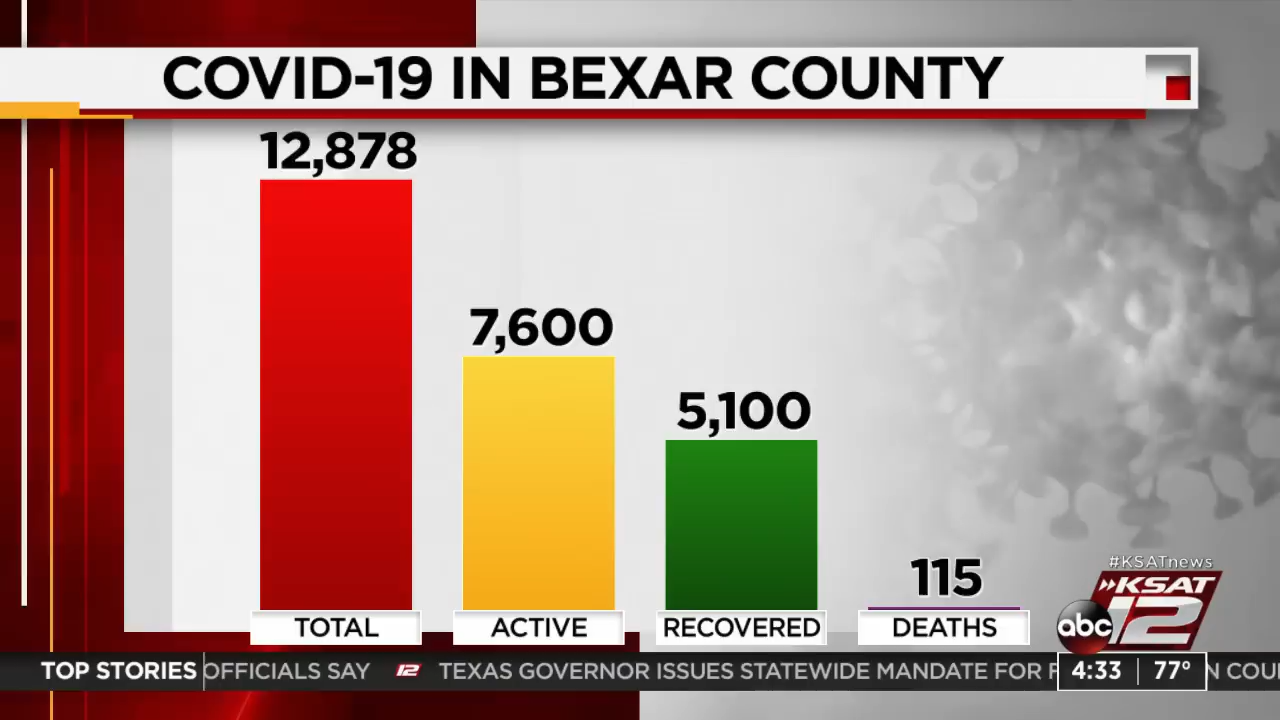 COVID-19 IN BEXAR COUNTY
12,878
7,600
5,100
115
TOTAL
ACTIVE
RECOVERED
DEATHS
#KSATnews
KSAT
abc 12
TOP STORIES OFFICIALS SAY 12 TEXAS GOVERNOR ISSUES STATEWIDE MANDATE FOR 4:33 77°